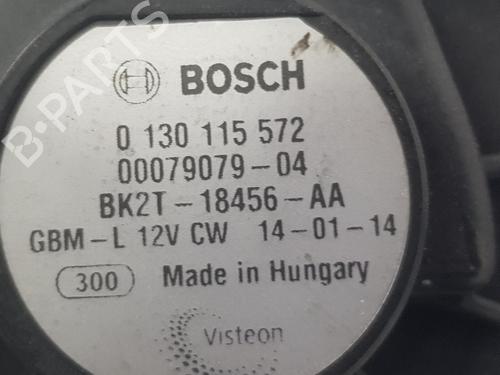 BOSCH
0 130 115 572
00079079-04
BK2T-18456-AA
GBM-L 12V CW 14-01-14
300 Made in Hungary
Visteon
B-PARTS